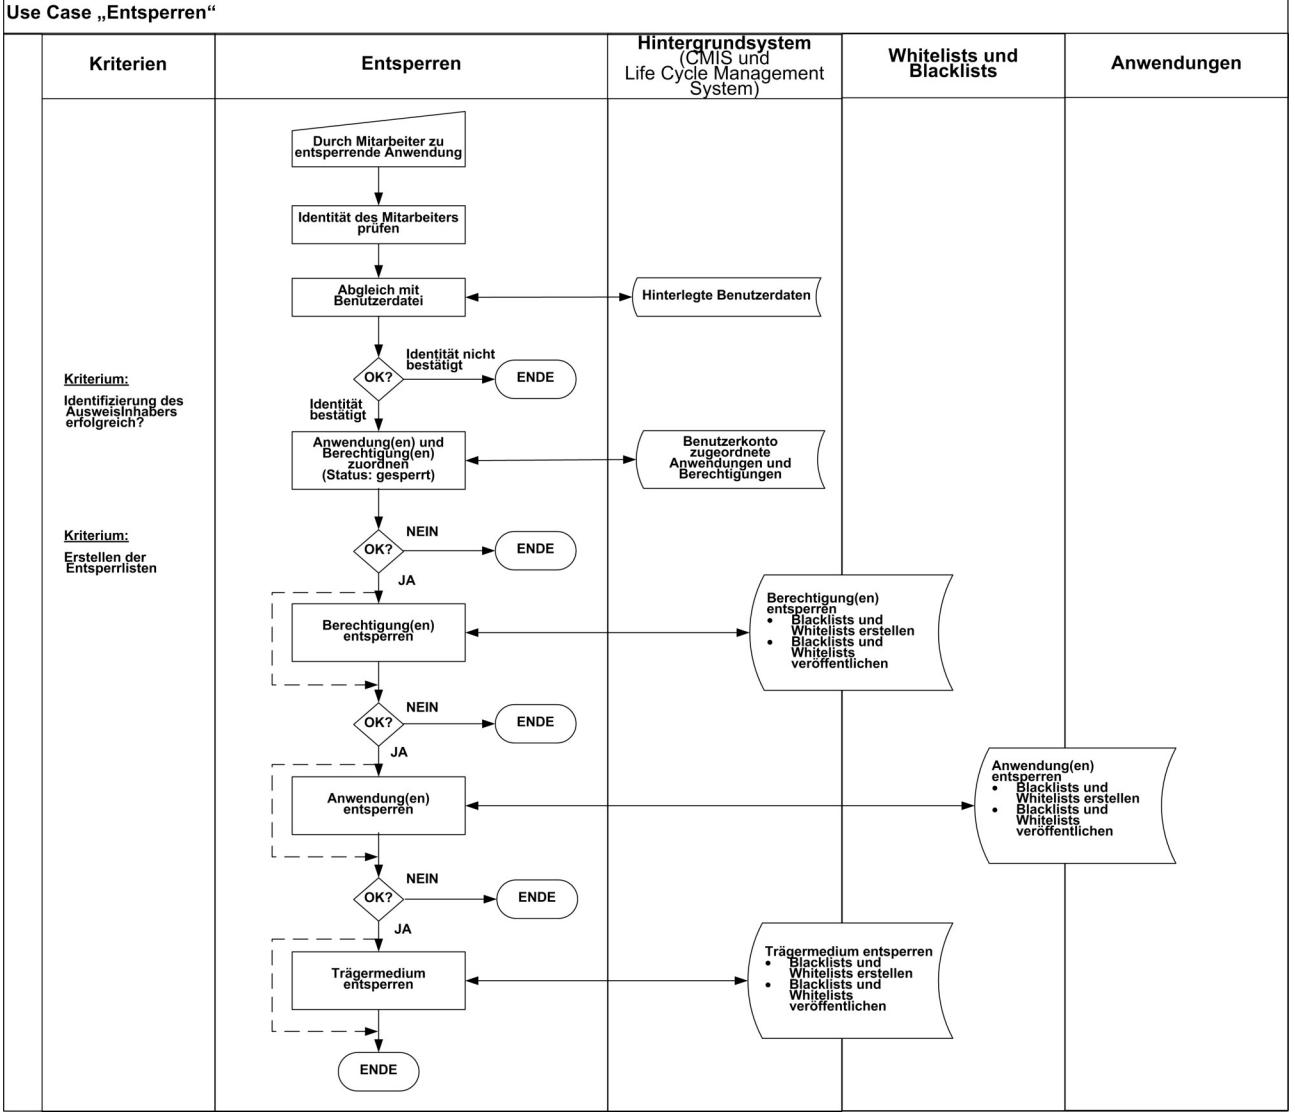 Use Case „Entsperren“
Kriterien
Entsperren
Hintergrundsystem
(CMIS und
Life Cycle Management
System)
Whitelists und
Blacklists
Anwendungen
Durch Mitarbeiter zu
entsperrende Anwendung
Identität des Mitarbeiters
prüfen
Abgleich mit
Benutzerdatei
Hinterlegte Benutzerdaten
Identität nicht
bestätigt
OK?
ENDE
Kriterium:
Identifizierung des
AusweisInhabers
erfolgreich?
Identität
bestätigt
Anwendung(en) und
Berechtigung(en)
zuordnen
(Status: gesperrt)
Benutzerkonto
zugeordnete
Anwendungen und
Berechtigungen
Kriterium:
Erstellen der
Entsperrlisten
NEIN
OK?
ENDE
JA
Berechtigung(en)
entsperren
Berechtigung(en)
entsperren
• Blacklists und
Whitelists erstellen
• Blacklists und
Whitelists
veröffentlichen
NEIN
OK?
ENDE
JA
Anwendung(en)
entsperren
Anwendung(en)
entsperren
• Blacklists und
Whitelists erstellen
• Blacklists und
Whitelists
veröffentlichen
NEIN
OK?
ENDE
JA
Trägermedium
entsperren
Trägermedium entsperren
• Blacklists und
Whitelists erstellen
• Blacklists und
Whitelists
veröffentlichen
ENDE